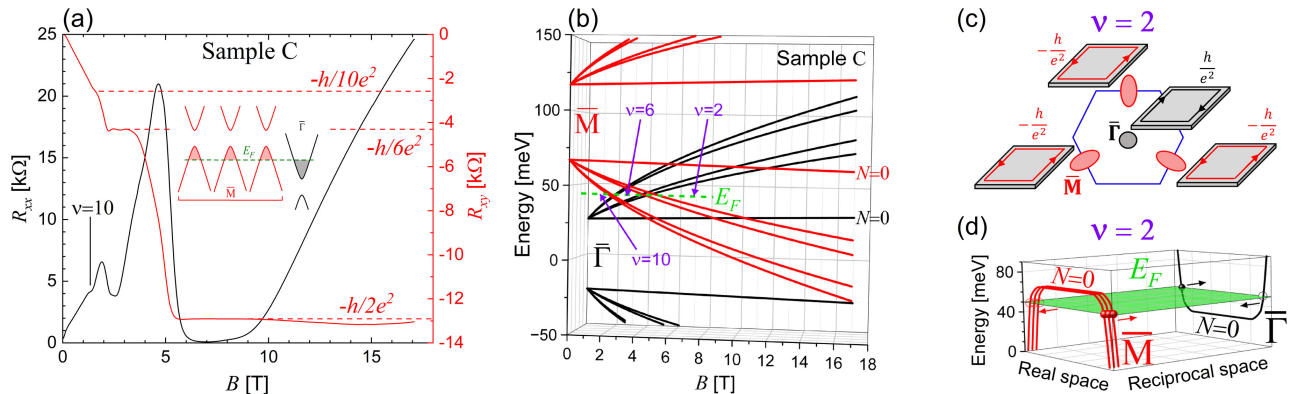 (a)
Sample C
25
20
15
10
5
0
R_xx [kΩ]
0
5
10
15
B [T]
0
-2
-4
-6
-8
-10
-12
-14
R_xy [kΩ]
-h/10e²
-h/6e²
-h/2e²
ν=10
E_F
M̅
Γ̅
(b)
Sample C
150
100
50
0
-50
Energy [meV]
0
2
4
6
8
10
12
14
16
18
B [T]
M̅
ν=6
ν=2
N=0
E_F
N=0
ν=10
Γ̅
(c)
ν = 2
-h/e²
h/e²
Γ̅
-h/e²
-h/e²
M̅
(d)
ν = 2
Energy [meV]
80
40
0
N=0
E_F
N=0
Γ̅
M̅
Real space
Reciprocal space